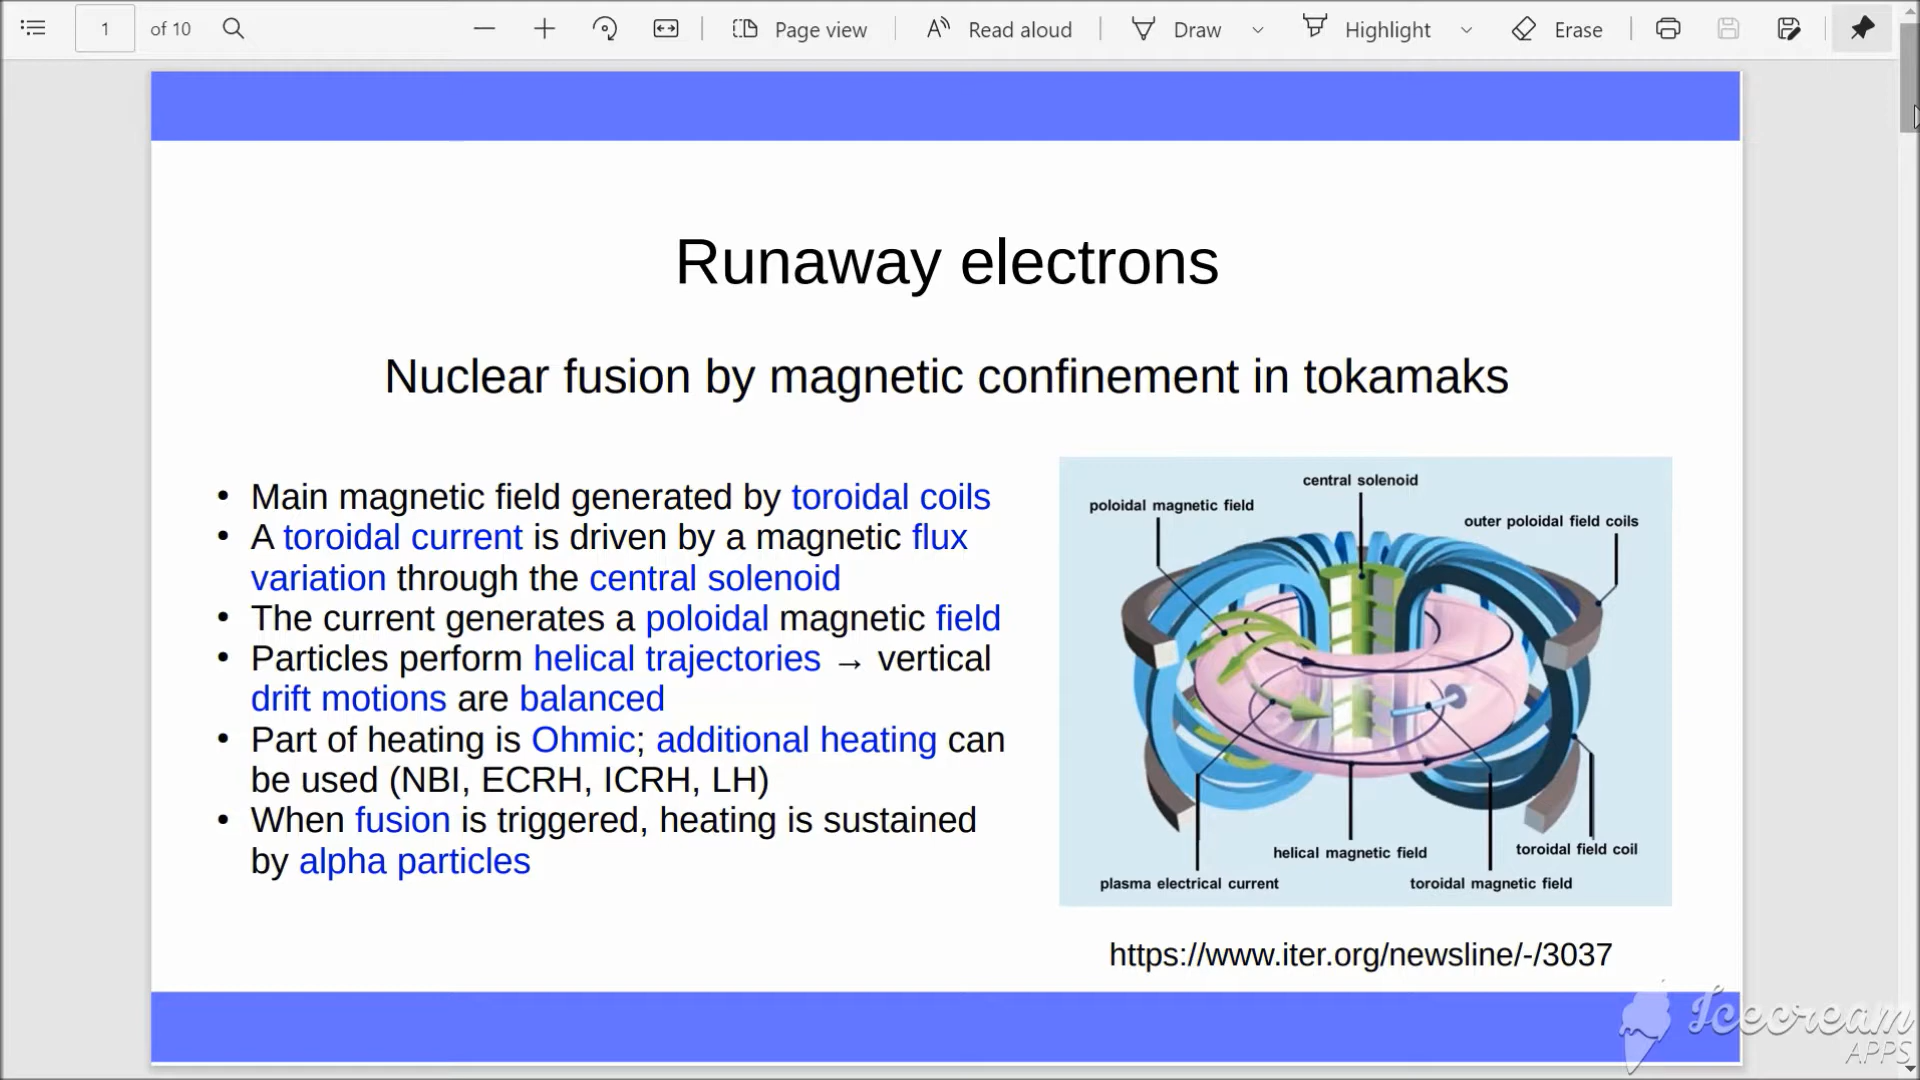 1 of 10 Page view Read aloud Draw Highlight Erase
Runaway electrons
Nuclear fusion by magnetic confinement in tokamaks
• Main magnetic field generated by toroidal coils
• A toroidal current is driven by a magnetic flux
variation through the central solenoid
• The current generates a poloidal magnetic field
• Particles perform helical trajectories → vertical
drift motions are balanced
• Part of heating is Ohmic; additional heating can
be used (NBI, ECRH, ICRH, LH)
• When fusion is triggered, heating is sustained
by alpha particles
central solenoid
poloidal magnetic field
outer poloidal field coils
helical magnetic field
toroidal field coil
plasma electrical current
toroidal magnetic field
https://www.iter.org/newsline/-/3037
Icecream
APPS